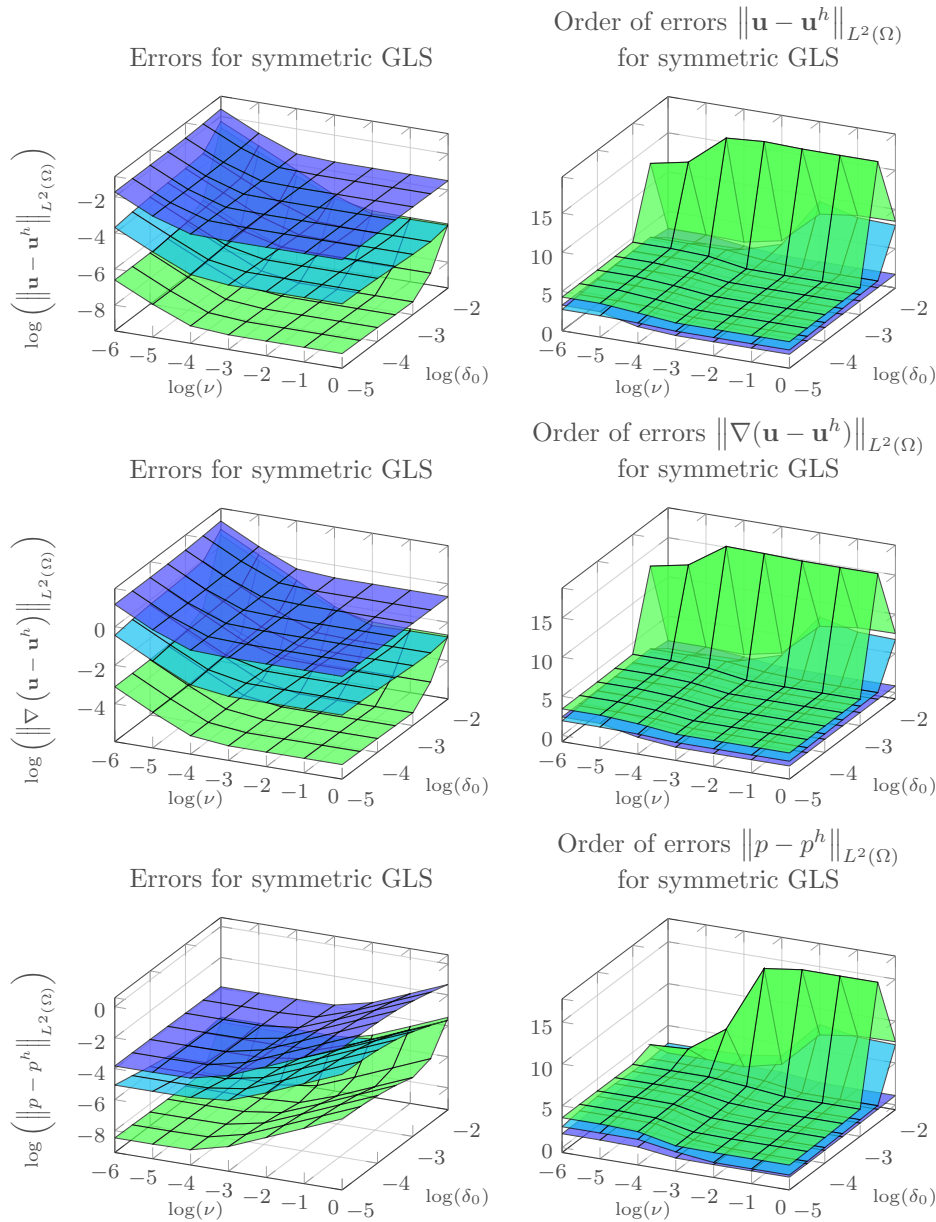 Order of errors ‖u − u^h‖_{L²(Ω)}
Errors for symmetric GLS
for symmetric GLS
log (‖u − u^h‖_{L²(Ω)})
−2
−4
−6
−8
−6 −5 −4 −3 −2 −1 0
log(ν)
−5 −4 −3 −2
log(δ₀)
15
10
5
0
−6 −5 −4 −3 −2 −1 0
log(ν)
−5 −4 −3 −2
log(δ₀)
Order of errors ‖∇(u − u^h)‖_{L²(Ω)}
Errors for symmetric GLS
for symmetric GLS
log (‖∇ (u − u^h)‖_{L²(Ω)})
0
−2
−4
−6 −5 −4 −3 −2 −1 0
log(ν)
−5 −4 −3 −2
log(δ₀)
15
10
5
0
−6 −5 −4 −3 −2 −1 0
log(ν)
−5 −4 −3 −2
log(δ₀)
Order of errors ‖p − p^h‖_{L²(Ω)}
Errors for symmetric GLS
for symmetric GLS
log (‖p − p^h‖_{L²(Ω)})
0
−2
−4
−6
−8
−6 −5 −4 −3 −2 −1 0
log(ν)
−5 −4 −3 −2
log(δ₀)
15
10
5
0
−6 −5 −4 −3 −2 −1 0
log(ν)
−5 −4 −3 −2
log(δ₀)